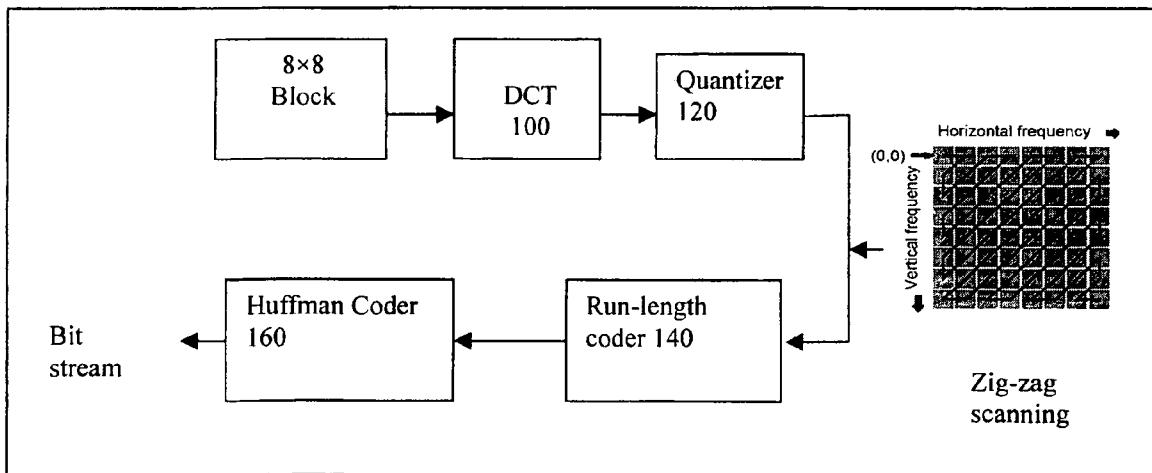 8×8
Block
DCT
100
Quantizer
120
Horizontal frequency
(0,0)
Vertical frequency
Huffman Coder
160
Run-length
coder 140
Bit
stream
Zig-zag
scanning